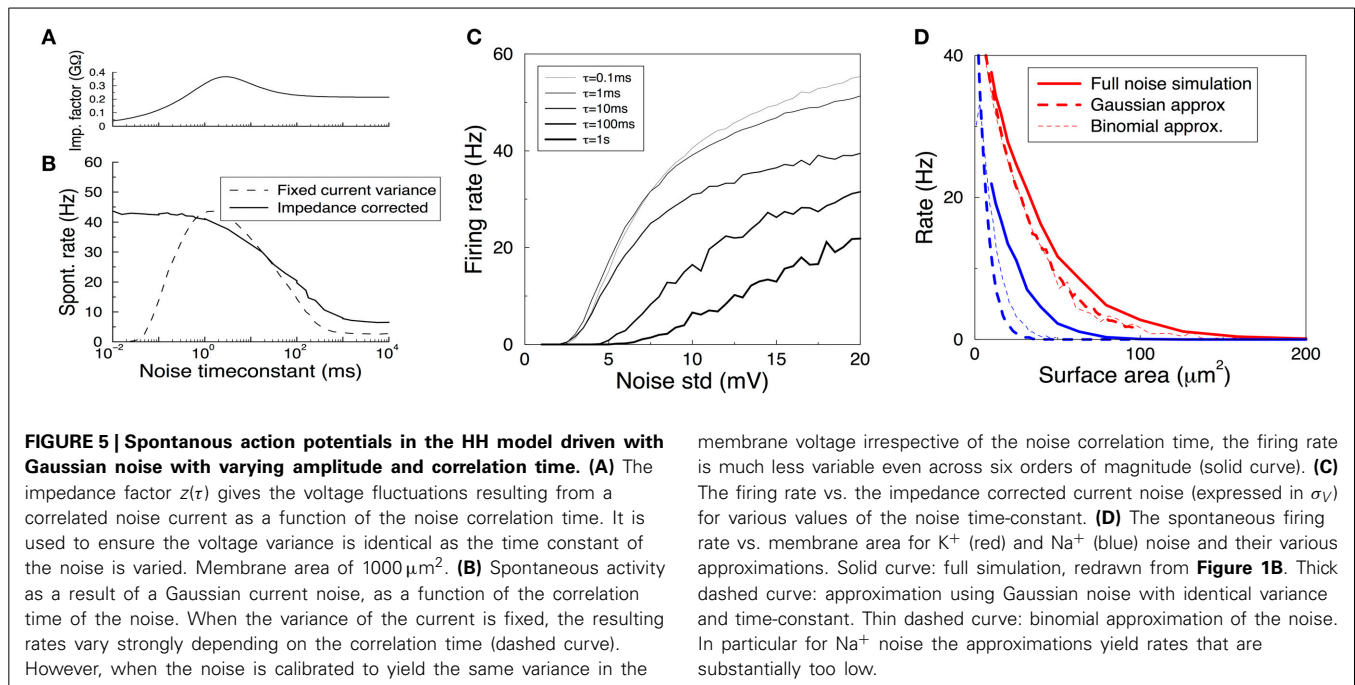 A
Imp. factor (GΩ)
0.4
0.3
0.2
0.1
0
B
Spont. rate (Hz)
60
50
40
30
20
10
0
Fixed current variance
Impedance corrected
10⁻² 10⁰ 10² 10⁴
Noise timeconstant (ms)
C
Firing rate (Hz)
60
40
20
0
τ=0.1ms
τ=1ms
τ=10ms
τ=100ms
τ=1s
0 5 10 15 20
Noise std (mV)
D
Rate (Hz)
40
20
0
Full noise simulation
Gaussian approx
Binomial approx.
0 100 200
Surface area (μm²)
FIGURE 5 | Spontanous action potentials in the HH model driven with
Gaussian noise with varying amplitude and correlation time. (A) The
impedance factor z(τ) gives the voltage fluctuations resulting from a
correlated noise current as a function of the noise correlation time. It is
used to ensure the voltage variance is identical as the time constant of
the noise is varied. Membrane area of 1000 μm². (B) Spontaneous activity
as a result of a Gaussian current noise, as a function of the correlation
time of the noise. When the variance of the current is fixed, the resulting
rates vary strongly depending on the correlation time (dashed curve).
However, when the noise is calibrated to yield the same variance in the
membrane voltage irrespective of the noise correlation time, the firing rate
is much less variable even across six orders of magnitude (solid curve). (C)
The firing rate vs. the impedance corrected current noise (expressed in σV)
for various values of the noise time-constant. (D) The spontaneous firing
rate vs. membrane area for K⁺ (red) and Na⁺ (blue) noise and their various
approximations. Solid curve: full simulation, redrawn from Figure 1B. Thick
dashed curve: approximation using Gaussian noise with identical variance
and time-constant. Thin dashed curve: binomial approximation of the noise.
In particular for Na⁺ noise the approximations yield rates that are
substantially too low.